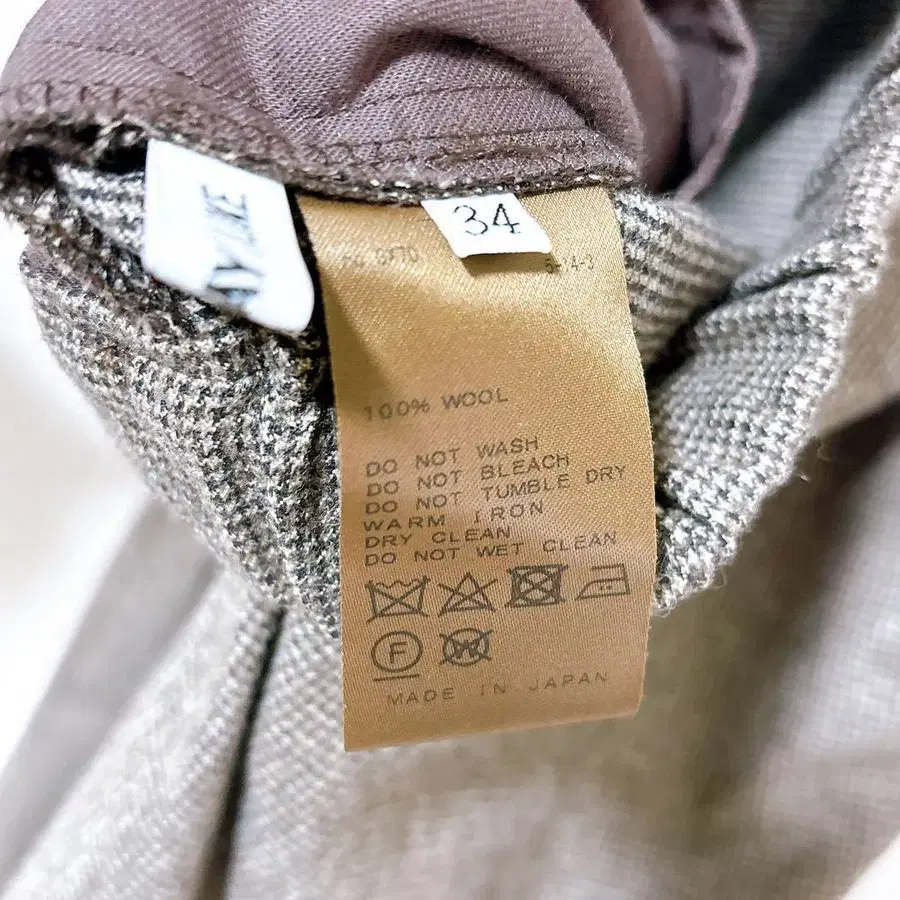 34
100% WOOL
DO NOT WASH
DO NOT BLEACH
DO NOT TUMBLE DRY
WARM IRON
DRY CLEAN
DO NOT WET CLEAN
F W
MADE IN JAPAN